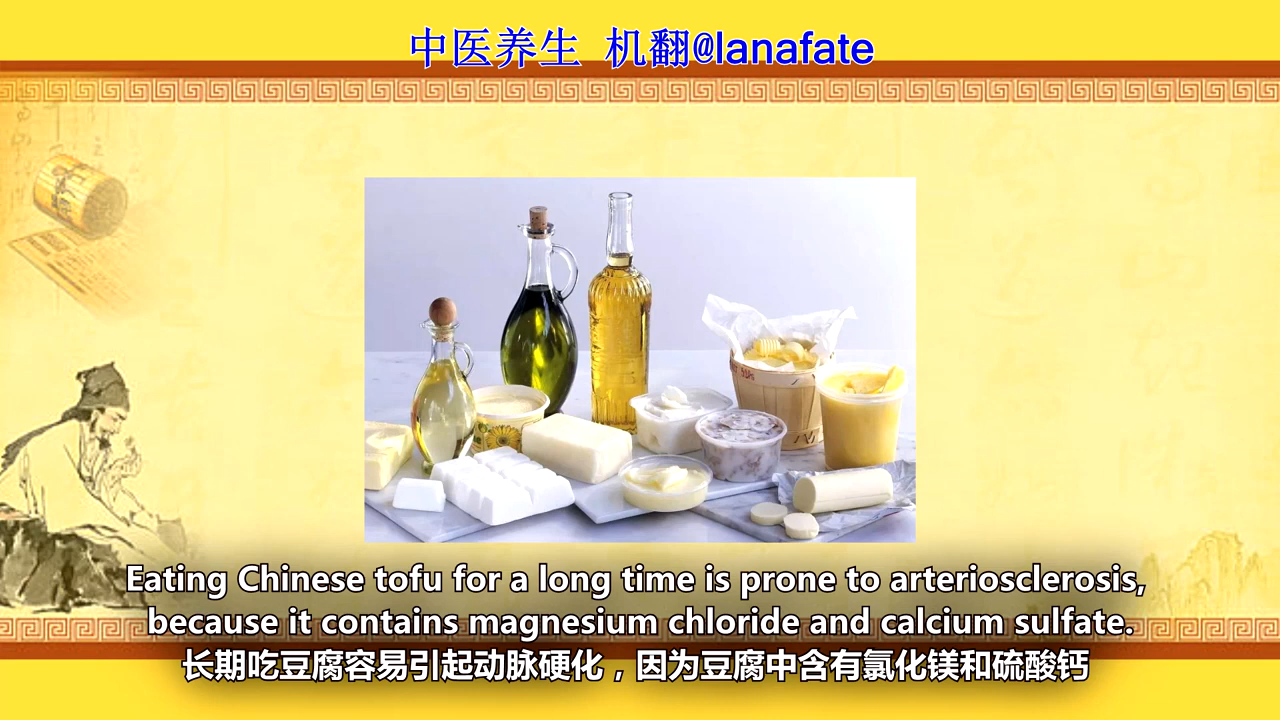 中医养生 机翻@lanafate
Eating Chinese tofu for a long time is prone to arteriosclerosis,
because it contains magnesium chloride and calcium sulfate.
长期吃豆腐容易引起动脉硬化，因为豆腐中含有氯化镁和硫酸钙